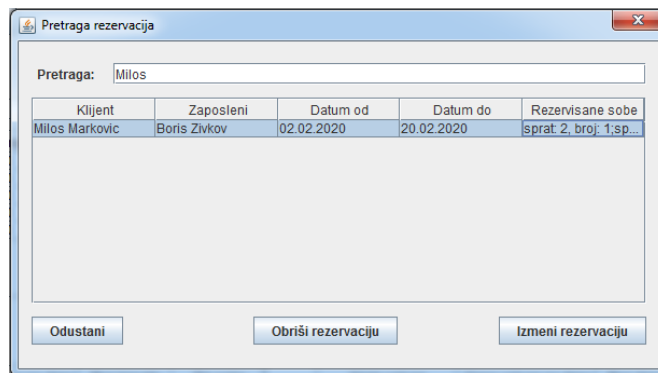 Pretraga rezervacija
Pretraga: Milos
Klijent Zaposleni Datum od Datum do Rezervisane sobe
Milos Markovic Boris Zivkov 02.02.2020 20.02.2020 sprat: 2, broj: 1;sp...
Odustani Obriši rezervaciju Izmeni rezervaciju